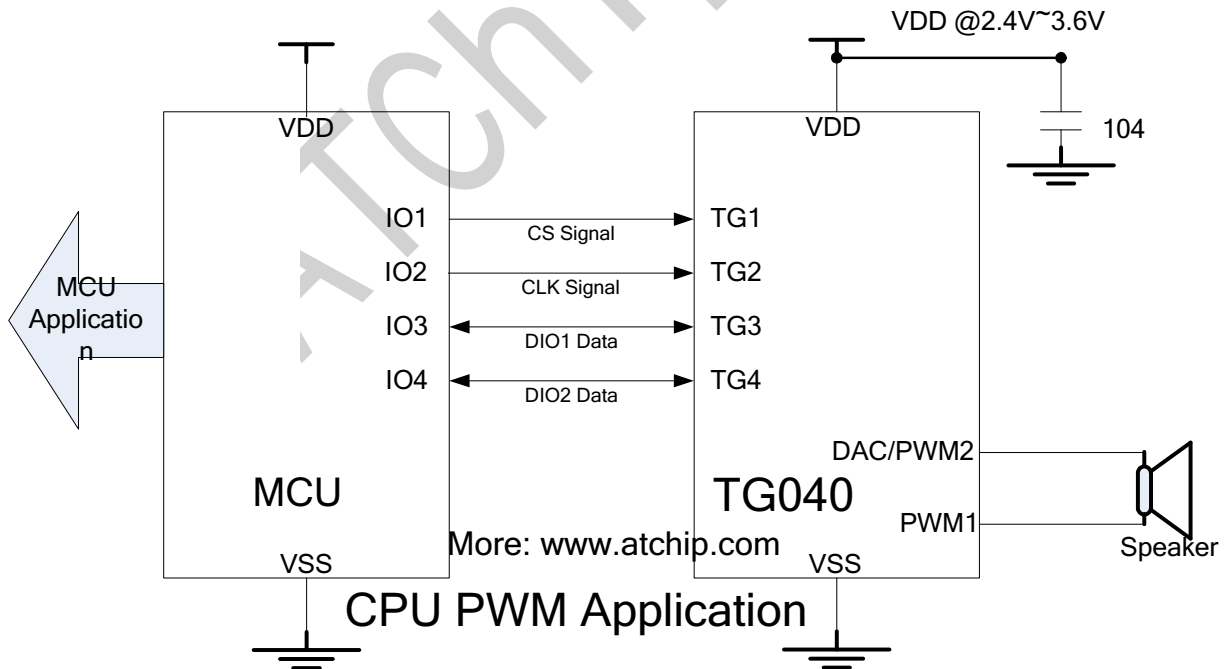 VDD @2.4V~3.6V
VDD
VDD
104
IO1
CS Signal
TG1
IO2
CLK Signal
TG2
MCU
Applicatio
n
IO3
DIO1 Data
TG3
IO4
DIO2 Data
TG4
DAC/PWM2
MCU
TG040
PWM1
More: www.atchip.com
Speaker
VSS
VSS
CPU PWM Application